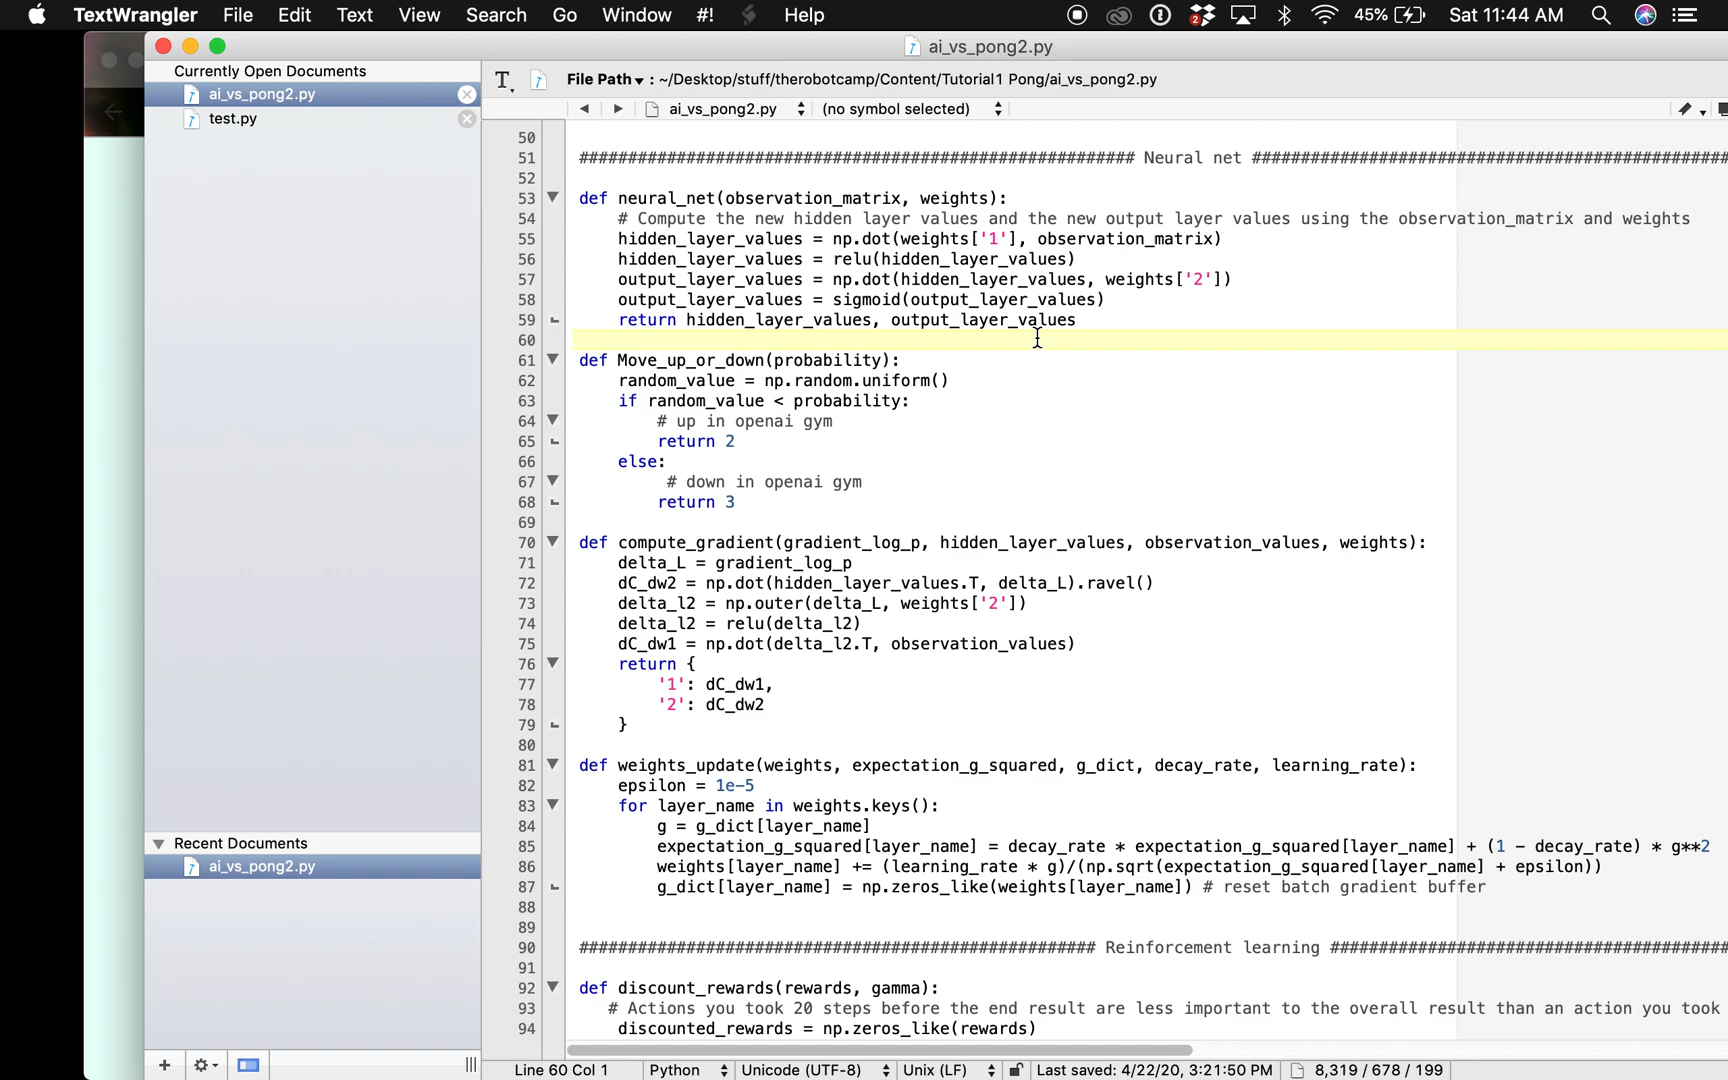 TextWrangler File Edit Text View Search Go Window #! Help 2 45% Sat 11:44 AM
ai_vs_pong2.py
Currently Open Documents
ai_vs_pong2.py
test.py
Recent Documents
ai_vs_pong2.py
File Path : ~/Desktop/stuff/therobotcamp/Content/Tutorial1 Pong/ai_vs_pong2.py
ai_vs_pong2.py (no symbol selected)
50
51 ######################################################### Neural net #################################################
52
53 def neural_net(observation_matrix, weights):
54     # Compute the new hidden layer values and the new output layer values using the observation_matrix and weights
55     hidden_layer_values = np.dot(weights['1'], observation_matrix)
56     hidden_layer_values = relu(hidden_layer_values)
57     output_layer_values = np.dot(hidden_layer_values, weights['2'])
58     output_layer_values = sigmoid(output_layer_values)
59     return hidden_layer_values, output_layer_values
60
61 def Move_up_or_down(probability):
62     random_value = np.random.uniform()
63     if random_value < probability:
64         # up in openai gym
65         return 2
66     else:
67          # down in openai gym
68         return 3
69
70 def compute_gradient(gradient_log_p, hidden_layer_values, observation_values, weights):
71     delta_L = gradient_log_p
72     dC_dw2 = np.dot(hidden_layer_values.T, delta_L).ravel()
73     delta_l2 = np.outer(delta_L, weights['2'])
74     delta_l2 = relu(delta_l2)
75     dC_dw1 = np.dot(delta_l2.T, observation_values)
76     return {
77         '1': dC_dw1,
78         '2': dC_dw2
79     }
80
81 def weights_update(weights, expectation_g_squared, g_dict, decay_rate, learning_rate):
82     epsilon = 1e-5
83     for layer_name in weights.keys():
84         g = g_dict[layer_name]
85         expectation_g_squared[layer_name] = decay_rate * expectation_g_squared[layer_name] + (1 - decay_rate) * g**2
86         weights[layer_name] += (learning_rate * g)/(np.sqrt(expectation_g_squared[layer_name] + epsilon))
87         g_dict[layer_name] = np.zeros_like(weights[layer_name]) # reset batch gradient buffer
88
89
90 ##################################################### Reinforcement learning #########################################
91
92 def discount_rewards(rewards, gamma):
93    # Actions you took 20 steps before the end result are less important to the overall result than an action you took
94     discounted_rewards = np.zeros_like(rewards)
Line 60 Col 1 Python Unicode (UTF-8) Unix (LF) Last saved: 4/22/20, 3:21:50 PM 8,319 / 678 / 199